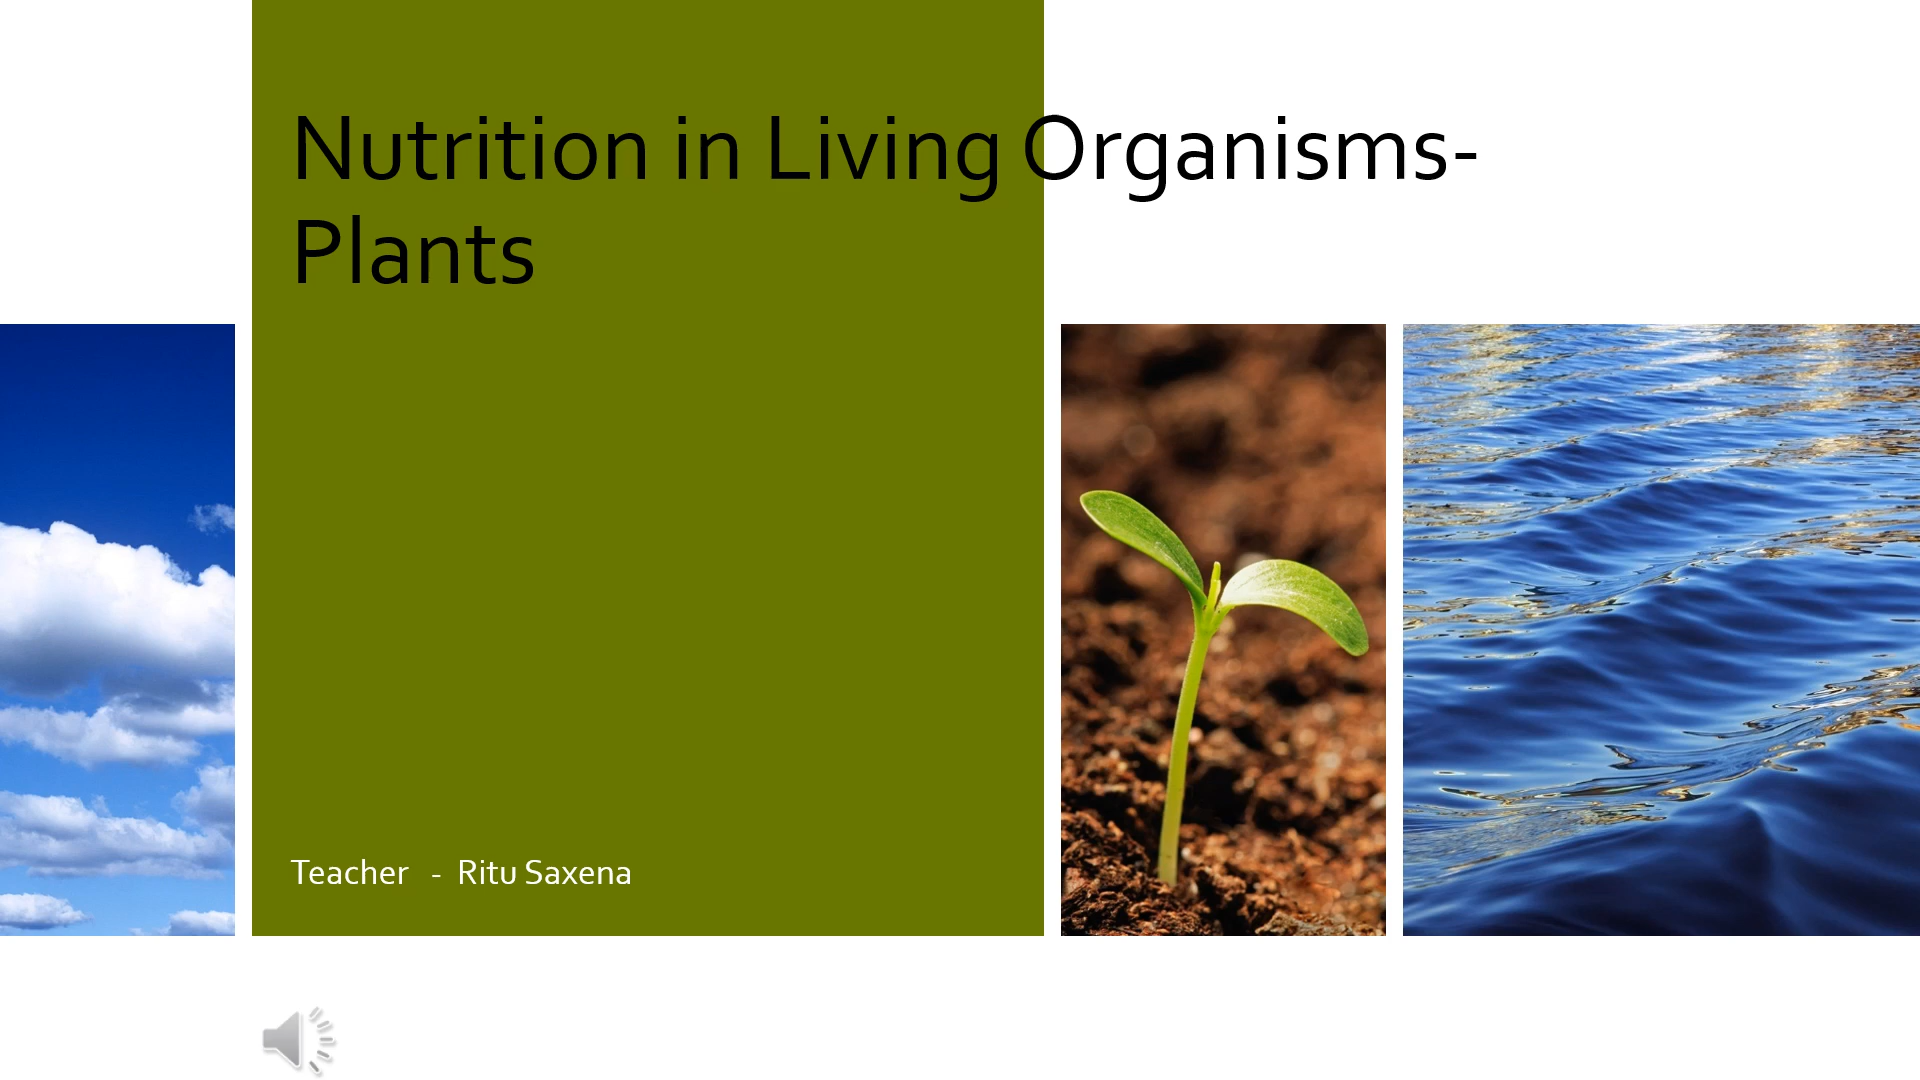 Nutrition in Living Organisms-
Plants
Teacher - Ritu Saxena